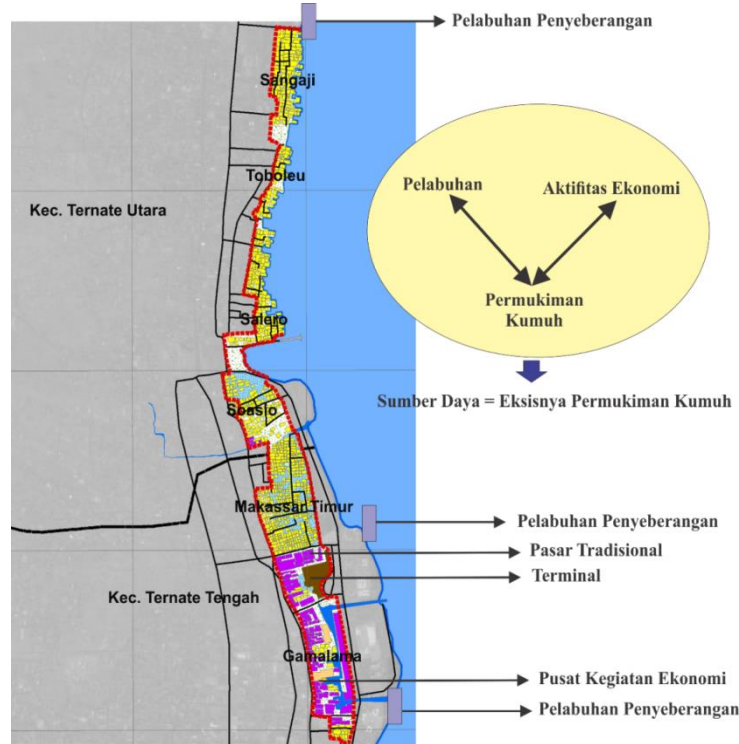 Pelabuhan Penyeberangan
Sangaji
Toboleu
Kec. Ternate Utara
Pelabuhan
Aktifitas Ekonomi
Permukiman
Kumuh
Salero
Sumber Daya = Eksisnya Permukiman Kumuh
Soasio
Makassar Timur
Pelabuhan Penyeberangan
Pasar Tradisional
Terminal
Kec. Ternate Tengah
Gamalama
Pusat Kegiatan Ekonomi
Pelabuhan Penyeberangan